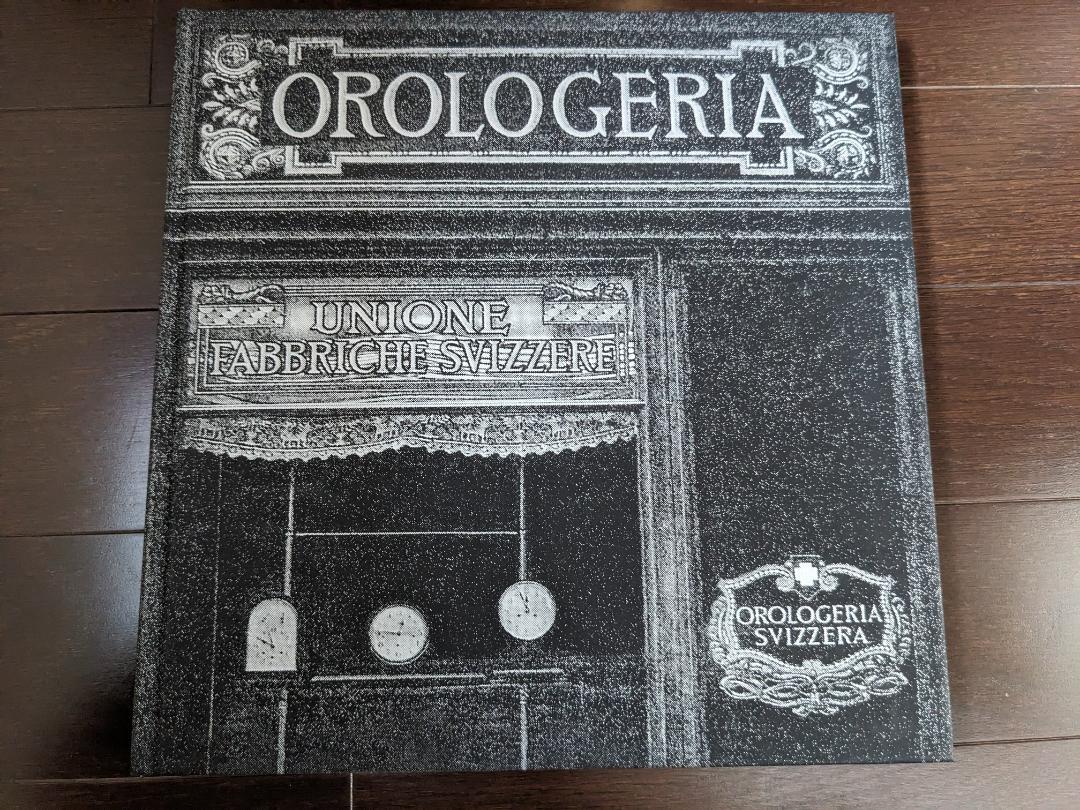 OROLOGERIA
UNIONE
FABBRICHE SVIZZERE
OROLOGERIA
SVIZZERA